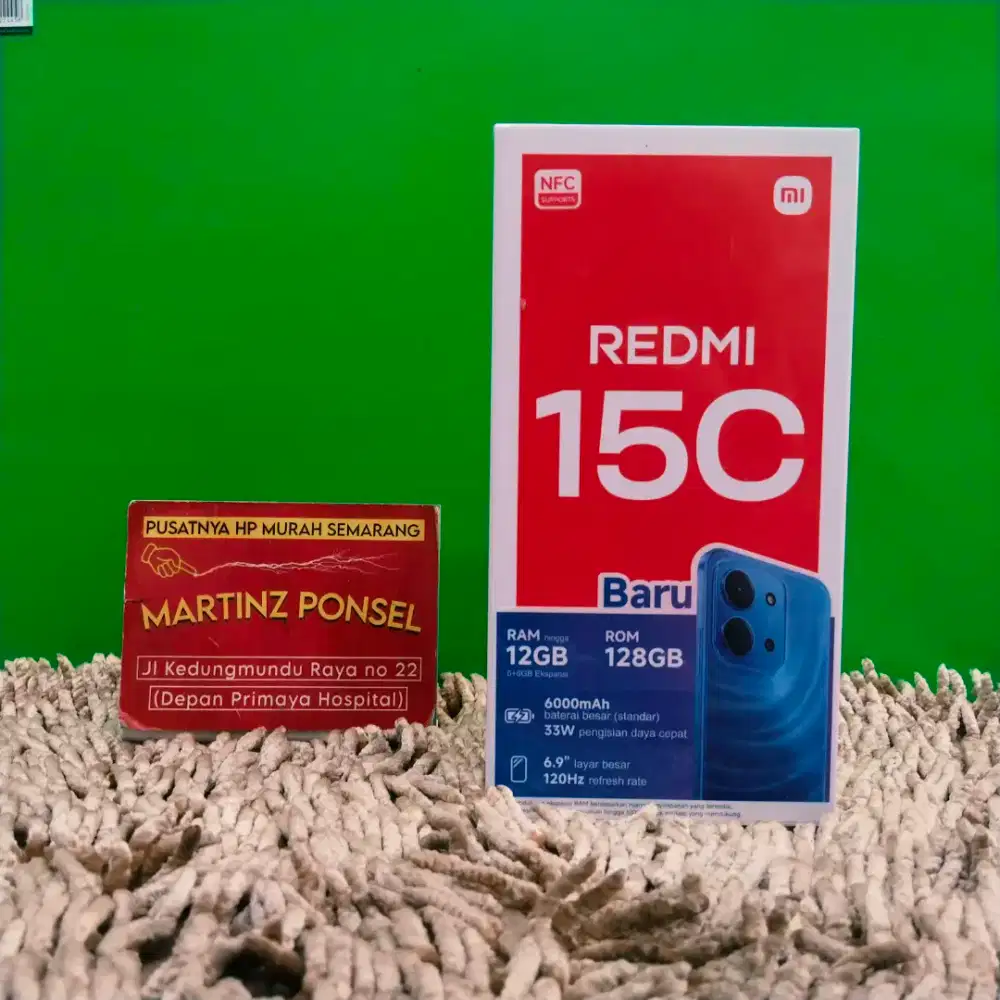 PUSATNYA HP MURAH SEMARANG
MARTINZ PONSEL
Jl Kedungmundu Raya no 22
(Depan Primaya Hospital)
NFC
SUPPORTS
mi
REDMI
15C
Baru
RAM hingga
12GB
ROM
128GB
6000mAh
baterai besar (standar)
33W pengisian daya cepat
6.9" layar besar
120Hz refresh rate